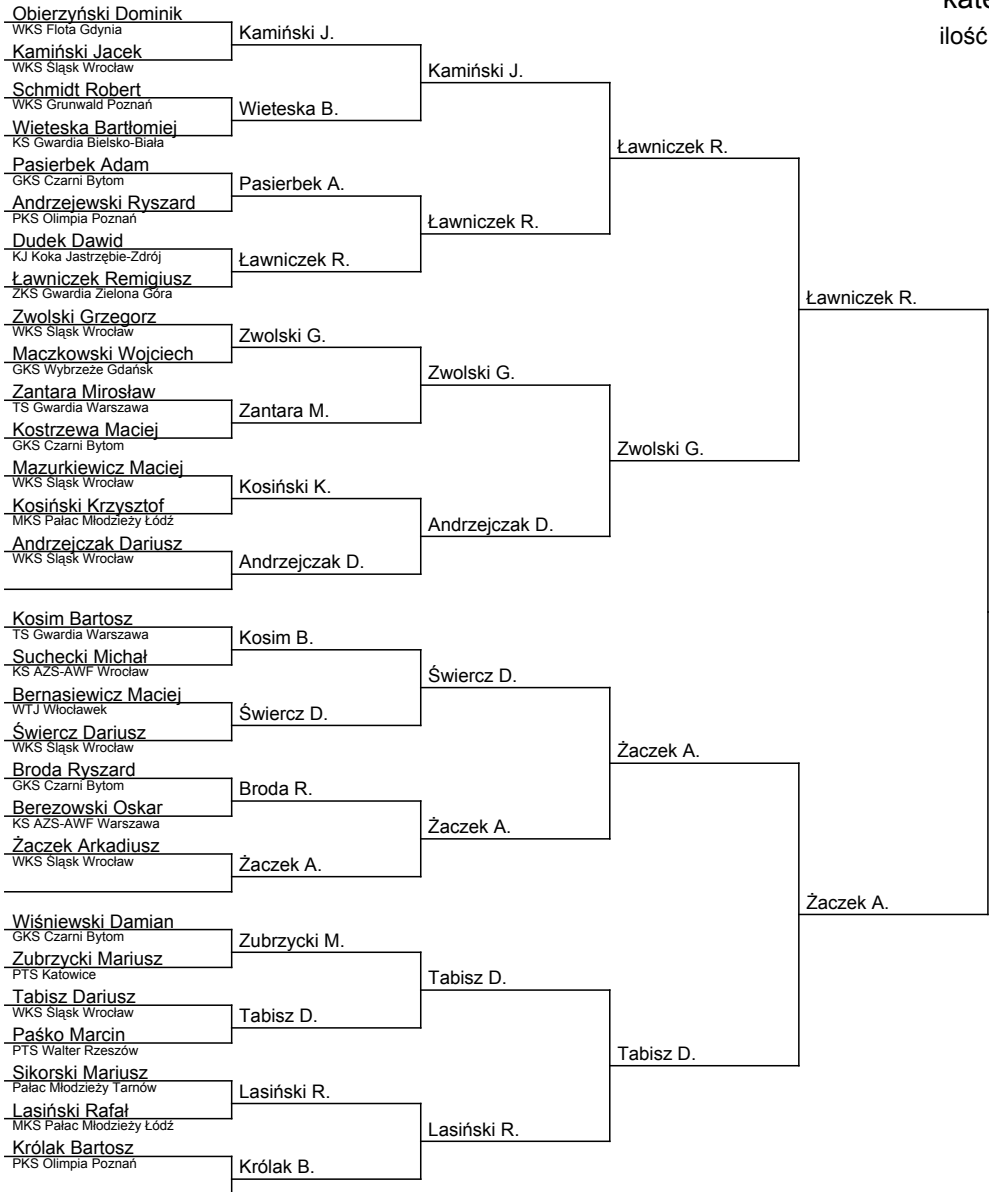 kate
ilość
Obierzyński Dominik
WKS Flota Gdynia
Kamiński Jacek
WKS Śląsk Wrocław
Schmidt Robert
WKS Grunwald Poznań
Wieteska Bartłomiej
KS Gwardia Bielsko-Biała
Pasierbek Adam
GKS Czarni Bytom
Andrzejewski Ryszard
PKS Olimpia Poznań
Dudek Dawid
KJ Koka Jastrzębie-Zdrój
Ławniczek Remigiusz
ZKS Gwardia Zielona Góra
Zwolski Grzegorz
WKS Śląsk Wrocław
Maczkowski Wojciech
GKS Wybrzeże Gdańsk
Zantara Mirosław
TS Gwardia Warszawa
Kostrzewa Maciej
GKS Czarni Bytom
Mazurkiewicz Maciej
WKS Śląsk Wrocław
Kosiński Krzysztof
MKS Pałac Młodzieży Łódź
Andrzejczak Dariusz
WKS Śląsk Wrocław
Kosim Bartosz
TS Gwardia Warszawa
Suchecki Michał
KS AZS-AWF Wrocław
Bernasiewicz Maciej
WTJ Włocławek
Świercz Dariusz
WKS Śląsk Wrocław
Broda Ryszard
GKS Czarni Bytom
Berezowski Oskar
KS AZS-AWF Warszawa
Żaczek Arkadiusz
WKS Śląsk Wrocław
Wiśniewski Damian
GKS Czarni Bytom
Zubrzycki Mariusz
PTS Katowice
Tabisz Dariusz
WKS Śląsk Wrocław
Paśko Marcin
PTS Walter Rzeszów
Sikorski Mariusz
Pałac Młodzieży Tarnów
Lasiński Rafał
MKS Pałac Młodzieży Łódź
Królak Bartosz
PKS Olimpia Poznań
Kamiński J.
Wieteska B.
Pasierbek A.
Ławniczek R.
Zwolski G.
Zantara M.
Kosiński K.
Andrzejczak D.
Kosim B.
Świercz D.
Broda R.
Żaczek A.
Zubrzycki M.
Tabisz D.
Lasiński R.
Królak B.
Kamiński J.
Ławniczek R.
Zwolski G.
Andrzejczak D.
Świercz D.
Żaczek A.
Tabisz D.
Lasiński R.
Ławniczek R.
Zwolski G.
Żaczek A.
Tabisz D.
Ławniczek R.
Żaczek A.